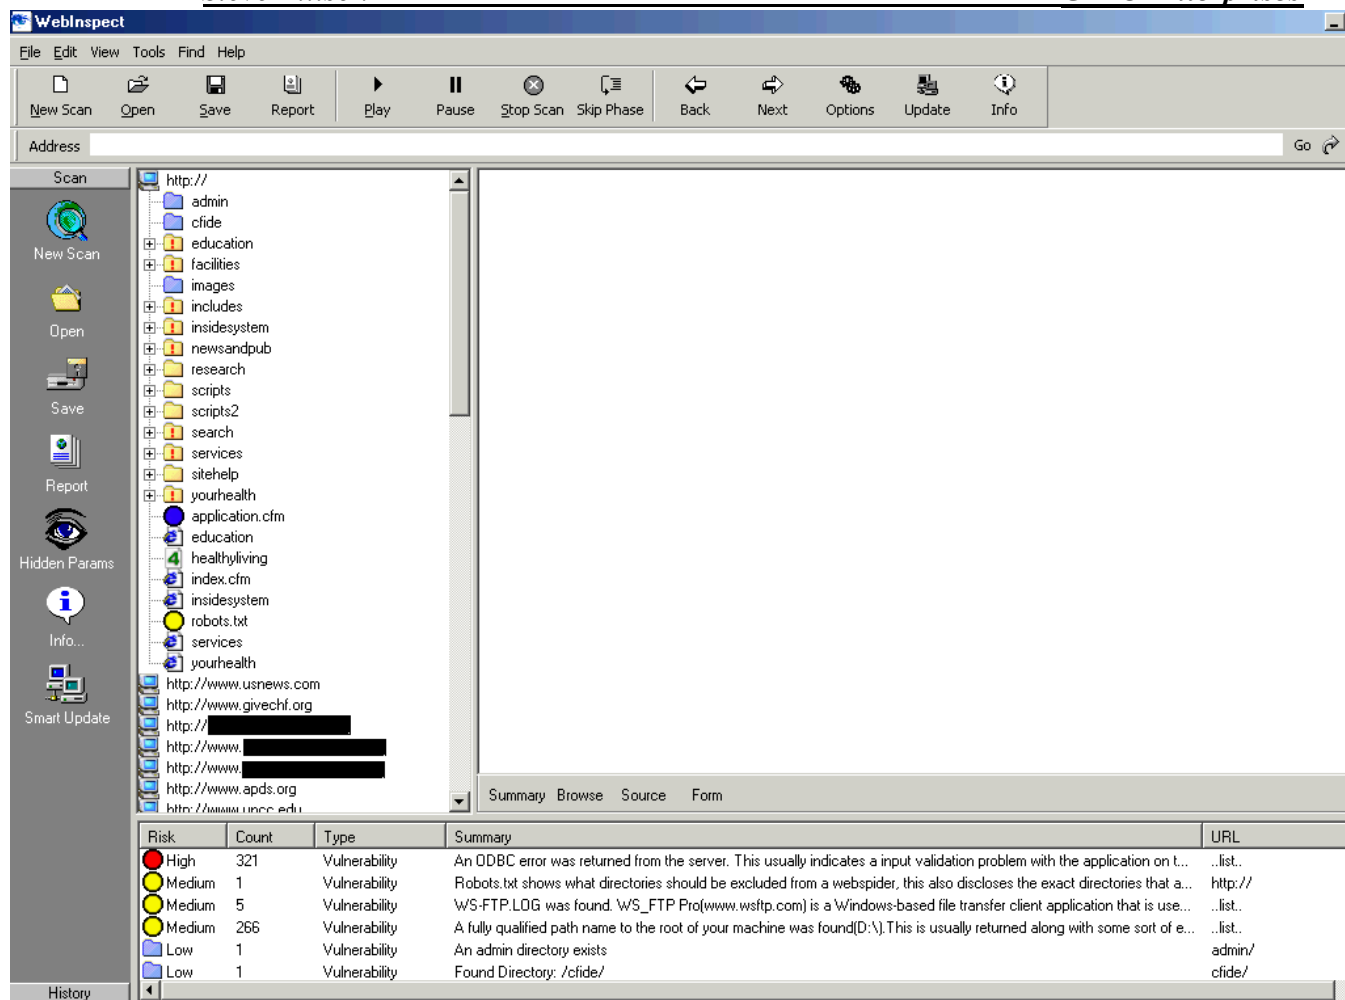 WebInspect
File Edit View Tools Find Help
New Scan Open Save Report Play Pause Stop Scan Skip Phase Back Next Options Update Info
Address Go
Scan
New Scan
Open
Save
Report
Hidden Params
Info...
Smart Update
History
http://
admin
cfide
education
facilities
images
includes
insidesystem
newsandpub
research
scripts
scripts2
search
services
sitehelp
yourhealth
application.cfm
education
healthyliving
index.cfm
insidesystem
robots.txt
services
yourhealth
http://www.usnews.com
http://www.givechf.org
http://
http://www.
http://www.
http://www.apds.org
http://www.uncc.edu
Summary Browse Source Form
Risk Count Type Summary URL
High 321 Vulnerability An ODBC error was returned from the server. This usually indicates a input validation problem with the application on t... ..list..
Medium 1 Vulnerability Robots.txt shows what directories should be excluded from a webspider, this also discloses the exact directories that a... http://
Medium 5 Vulnerability WS-FTP.LOG was found. WS_FTP Pro(www.wsftp.com) is a Windows-based file transfer client application that is use... ..list..
Medium 266 Vulnerability A fully qualified path name to the root of your machine was found(D:\).This is usually returned along with some sort of e... ..list..
Low 1 Vulnerability An admin directory exists admin/
Low 1 Vulnerability Found Directory: /cfide/ cfide/